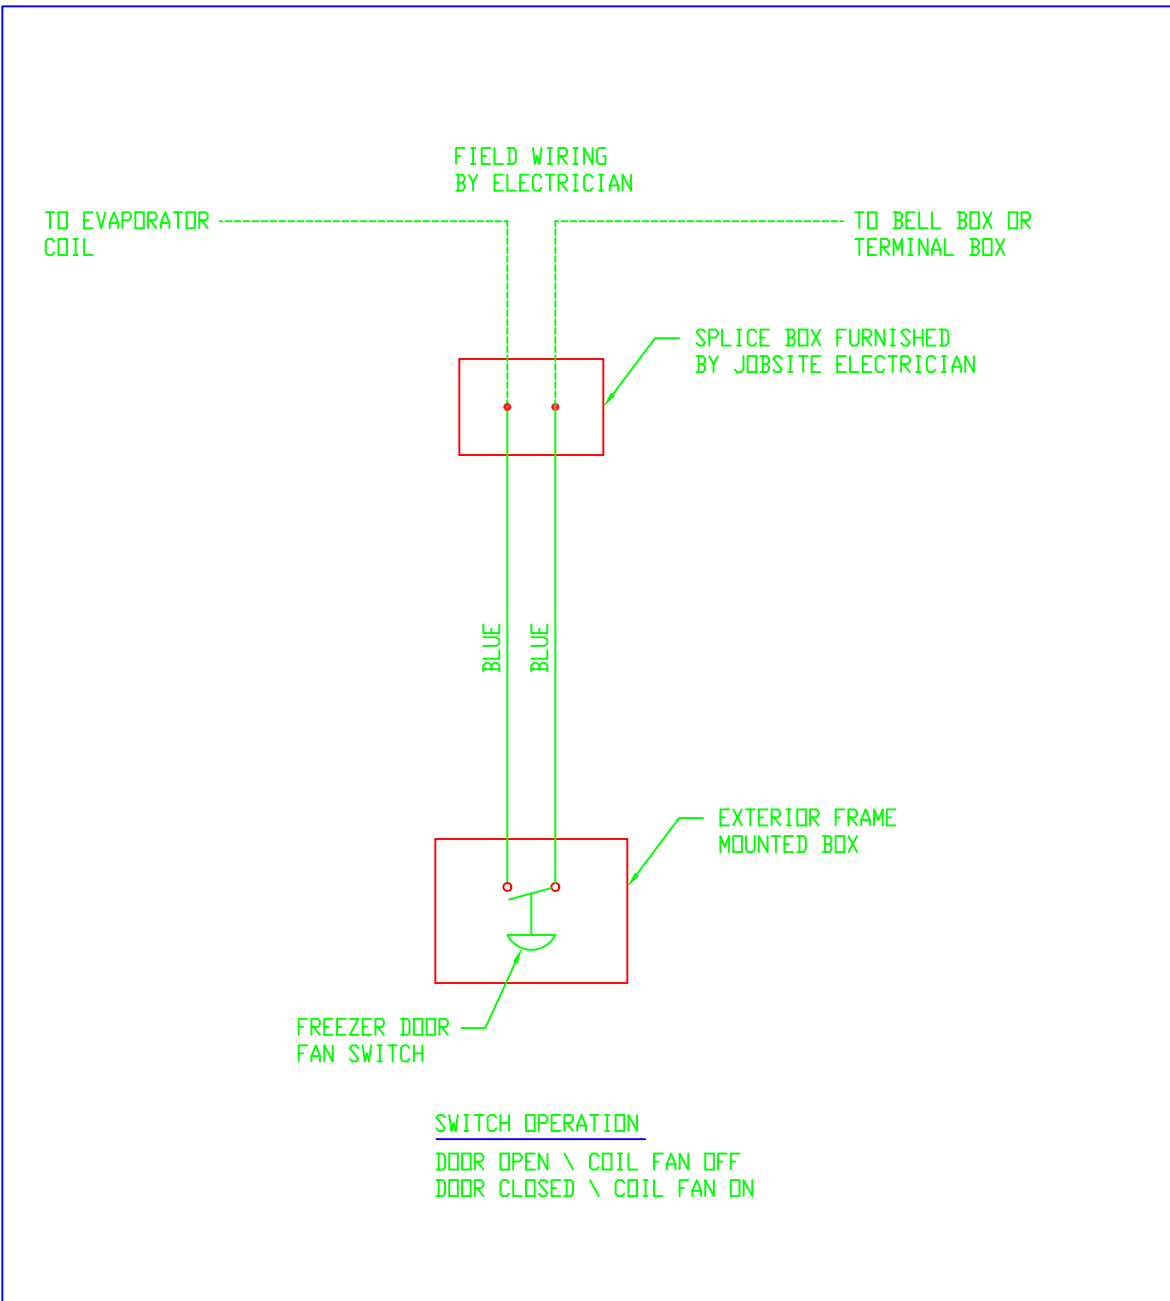 FIELD WIRING
BY ELECTRICIAN
TO EVAPORATOR
COIL
TO BELL BOX OR
TERMINAL BOX
SPLICE BOX FURNISHED
BY JOBSITE ELECTRICIAN
BLUE
BLUE
EXTERIOR FRAME
MOUNTED BOX
FREEZER DOOR
FAN SWITCH
SWITCH OPERATION
DOOR OPEN \ COIL FAN OFF
DOOR CLOSED \ COIL FAN ON